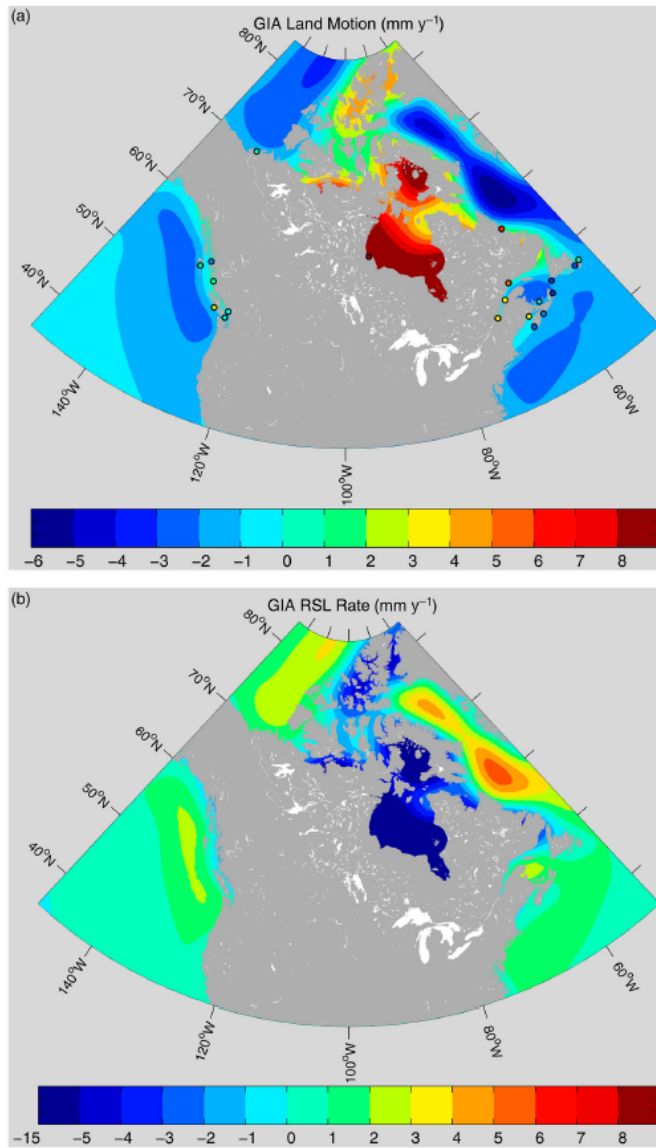 (a)
GIA Land Motion (mm y⁻¹)
80°N
70°N
60°N
50°N
40°N
140°W
120°W
100°W
80°W
60°W
−6 −5 −4 −3 −2 −1 0 1 2 3 4 5 6 7 8
(b)
GIA RSL Rate (mm y⁻¹)
80°N
70°N
60°N
50°N
40°N
140°W
120°W
100°W
80°W
60°W
−15 −5 −4 −3 −2 −1 0 1 2 3 4 5 6 7 8